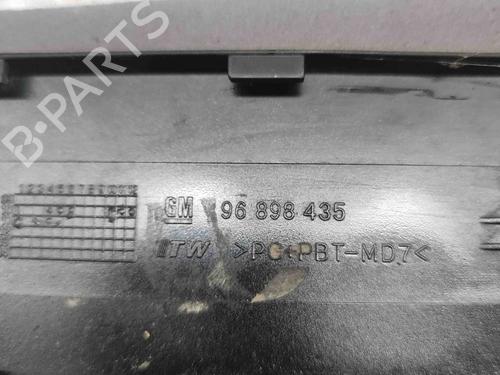 B-PARTS
GM 96 898 435
ITW >PC+PBT-MD7<